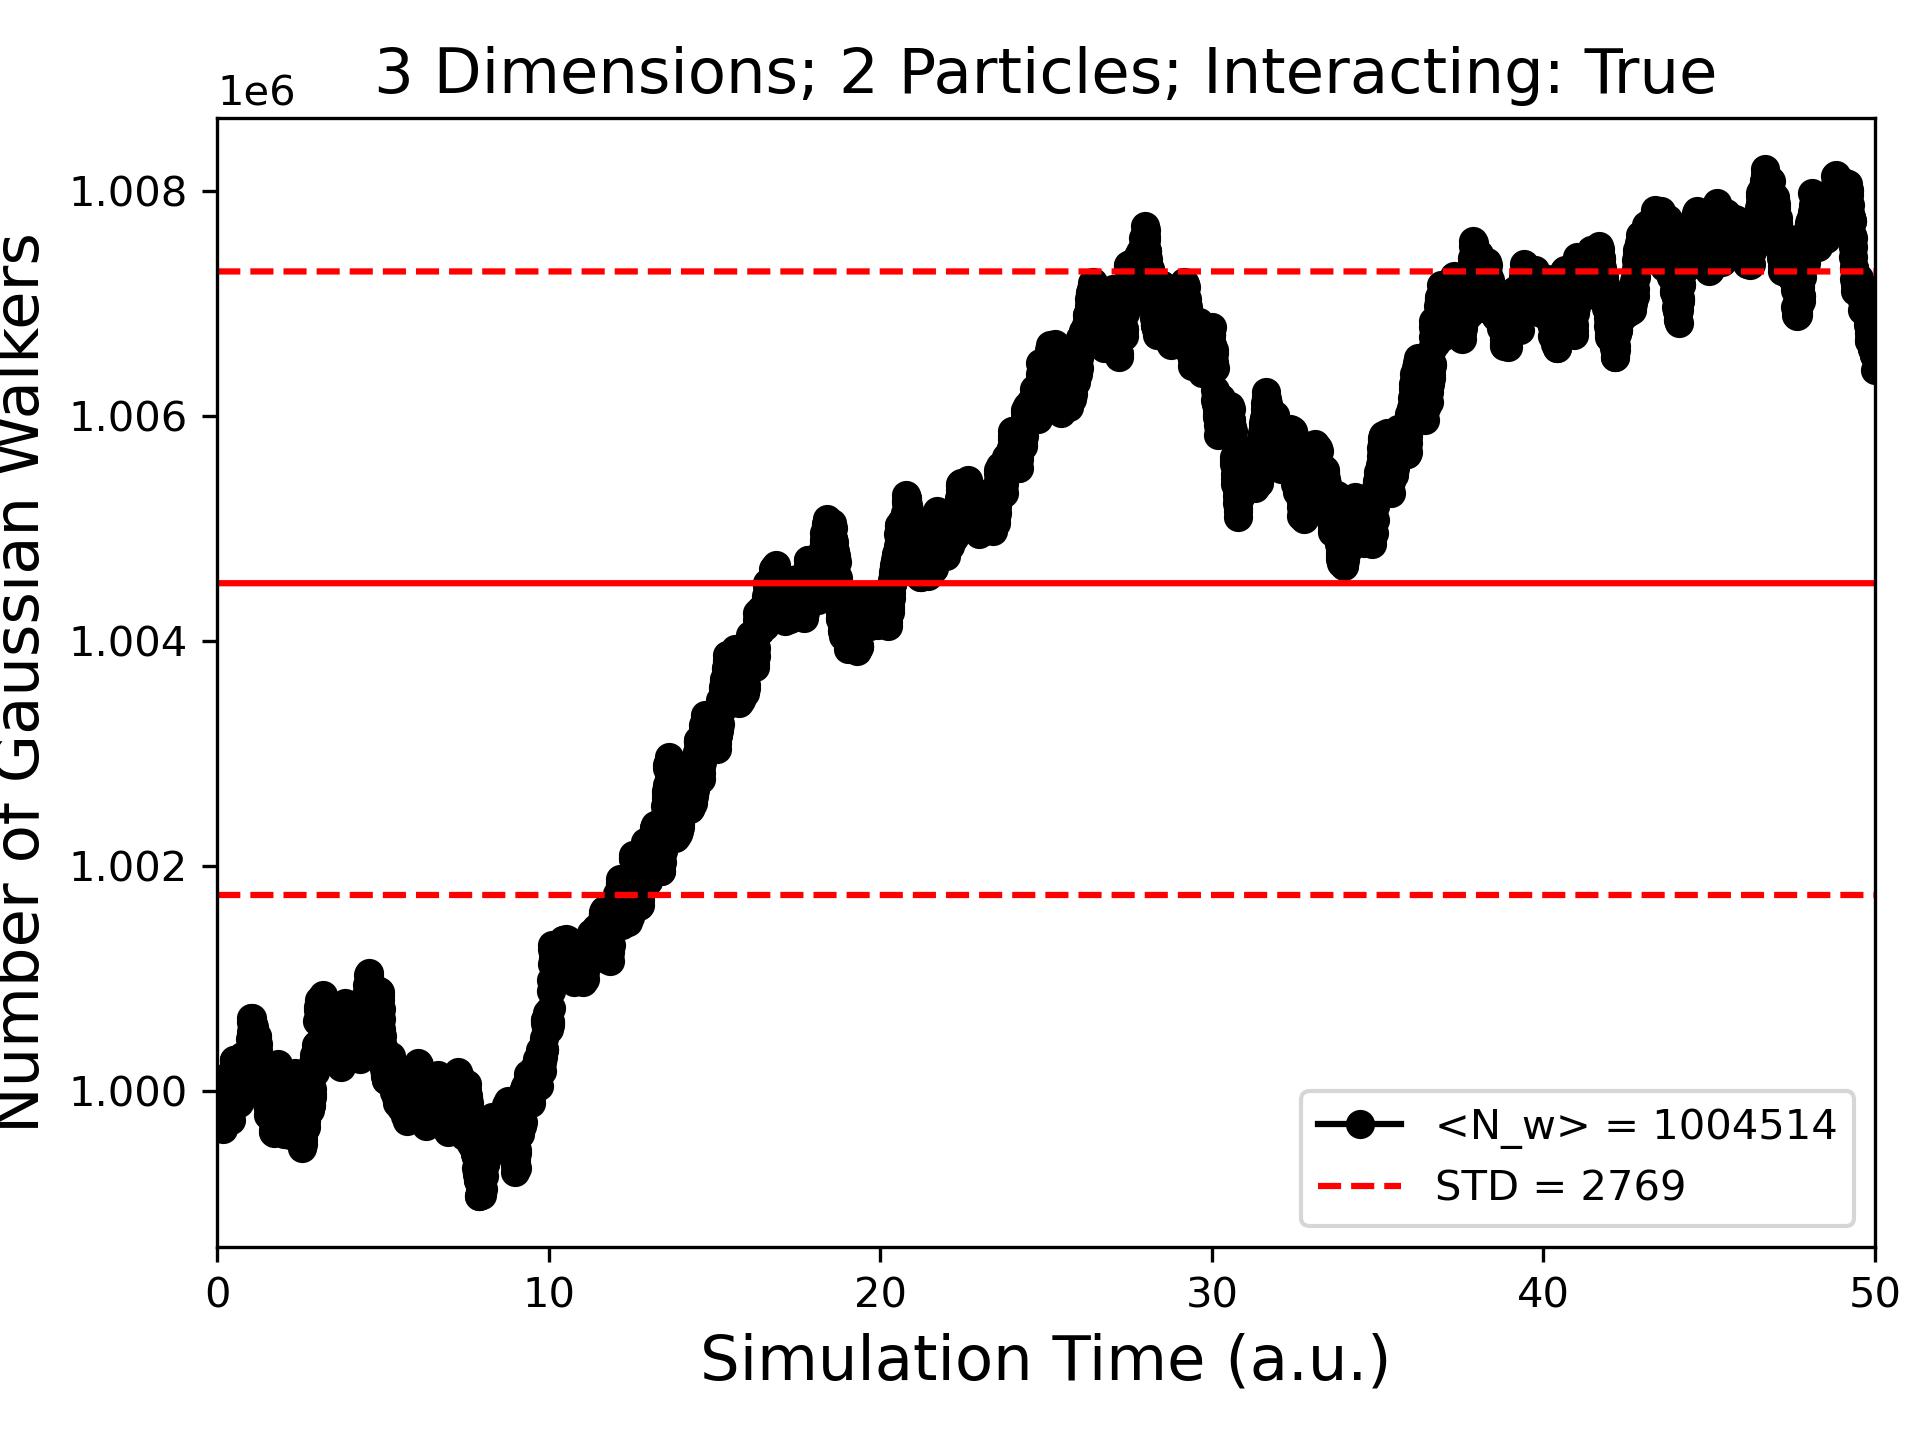 3 Dimensions; 2 Particles; Interacting: True
1e6
Number of Gaussian Walkers
1.008
1.006
1.004
1.002
1.000
<N_w> = 1004514
STD = 2769
0 10 20 30 40 50
Simulation Time (a.u.)